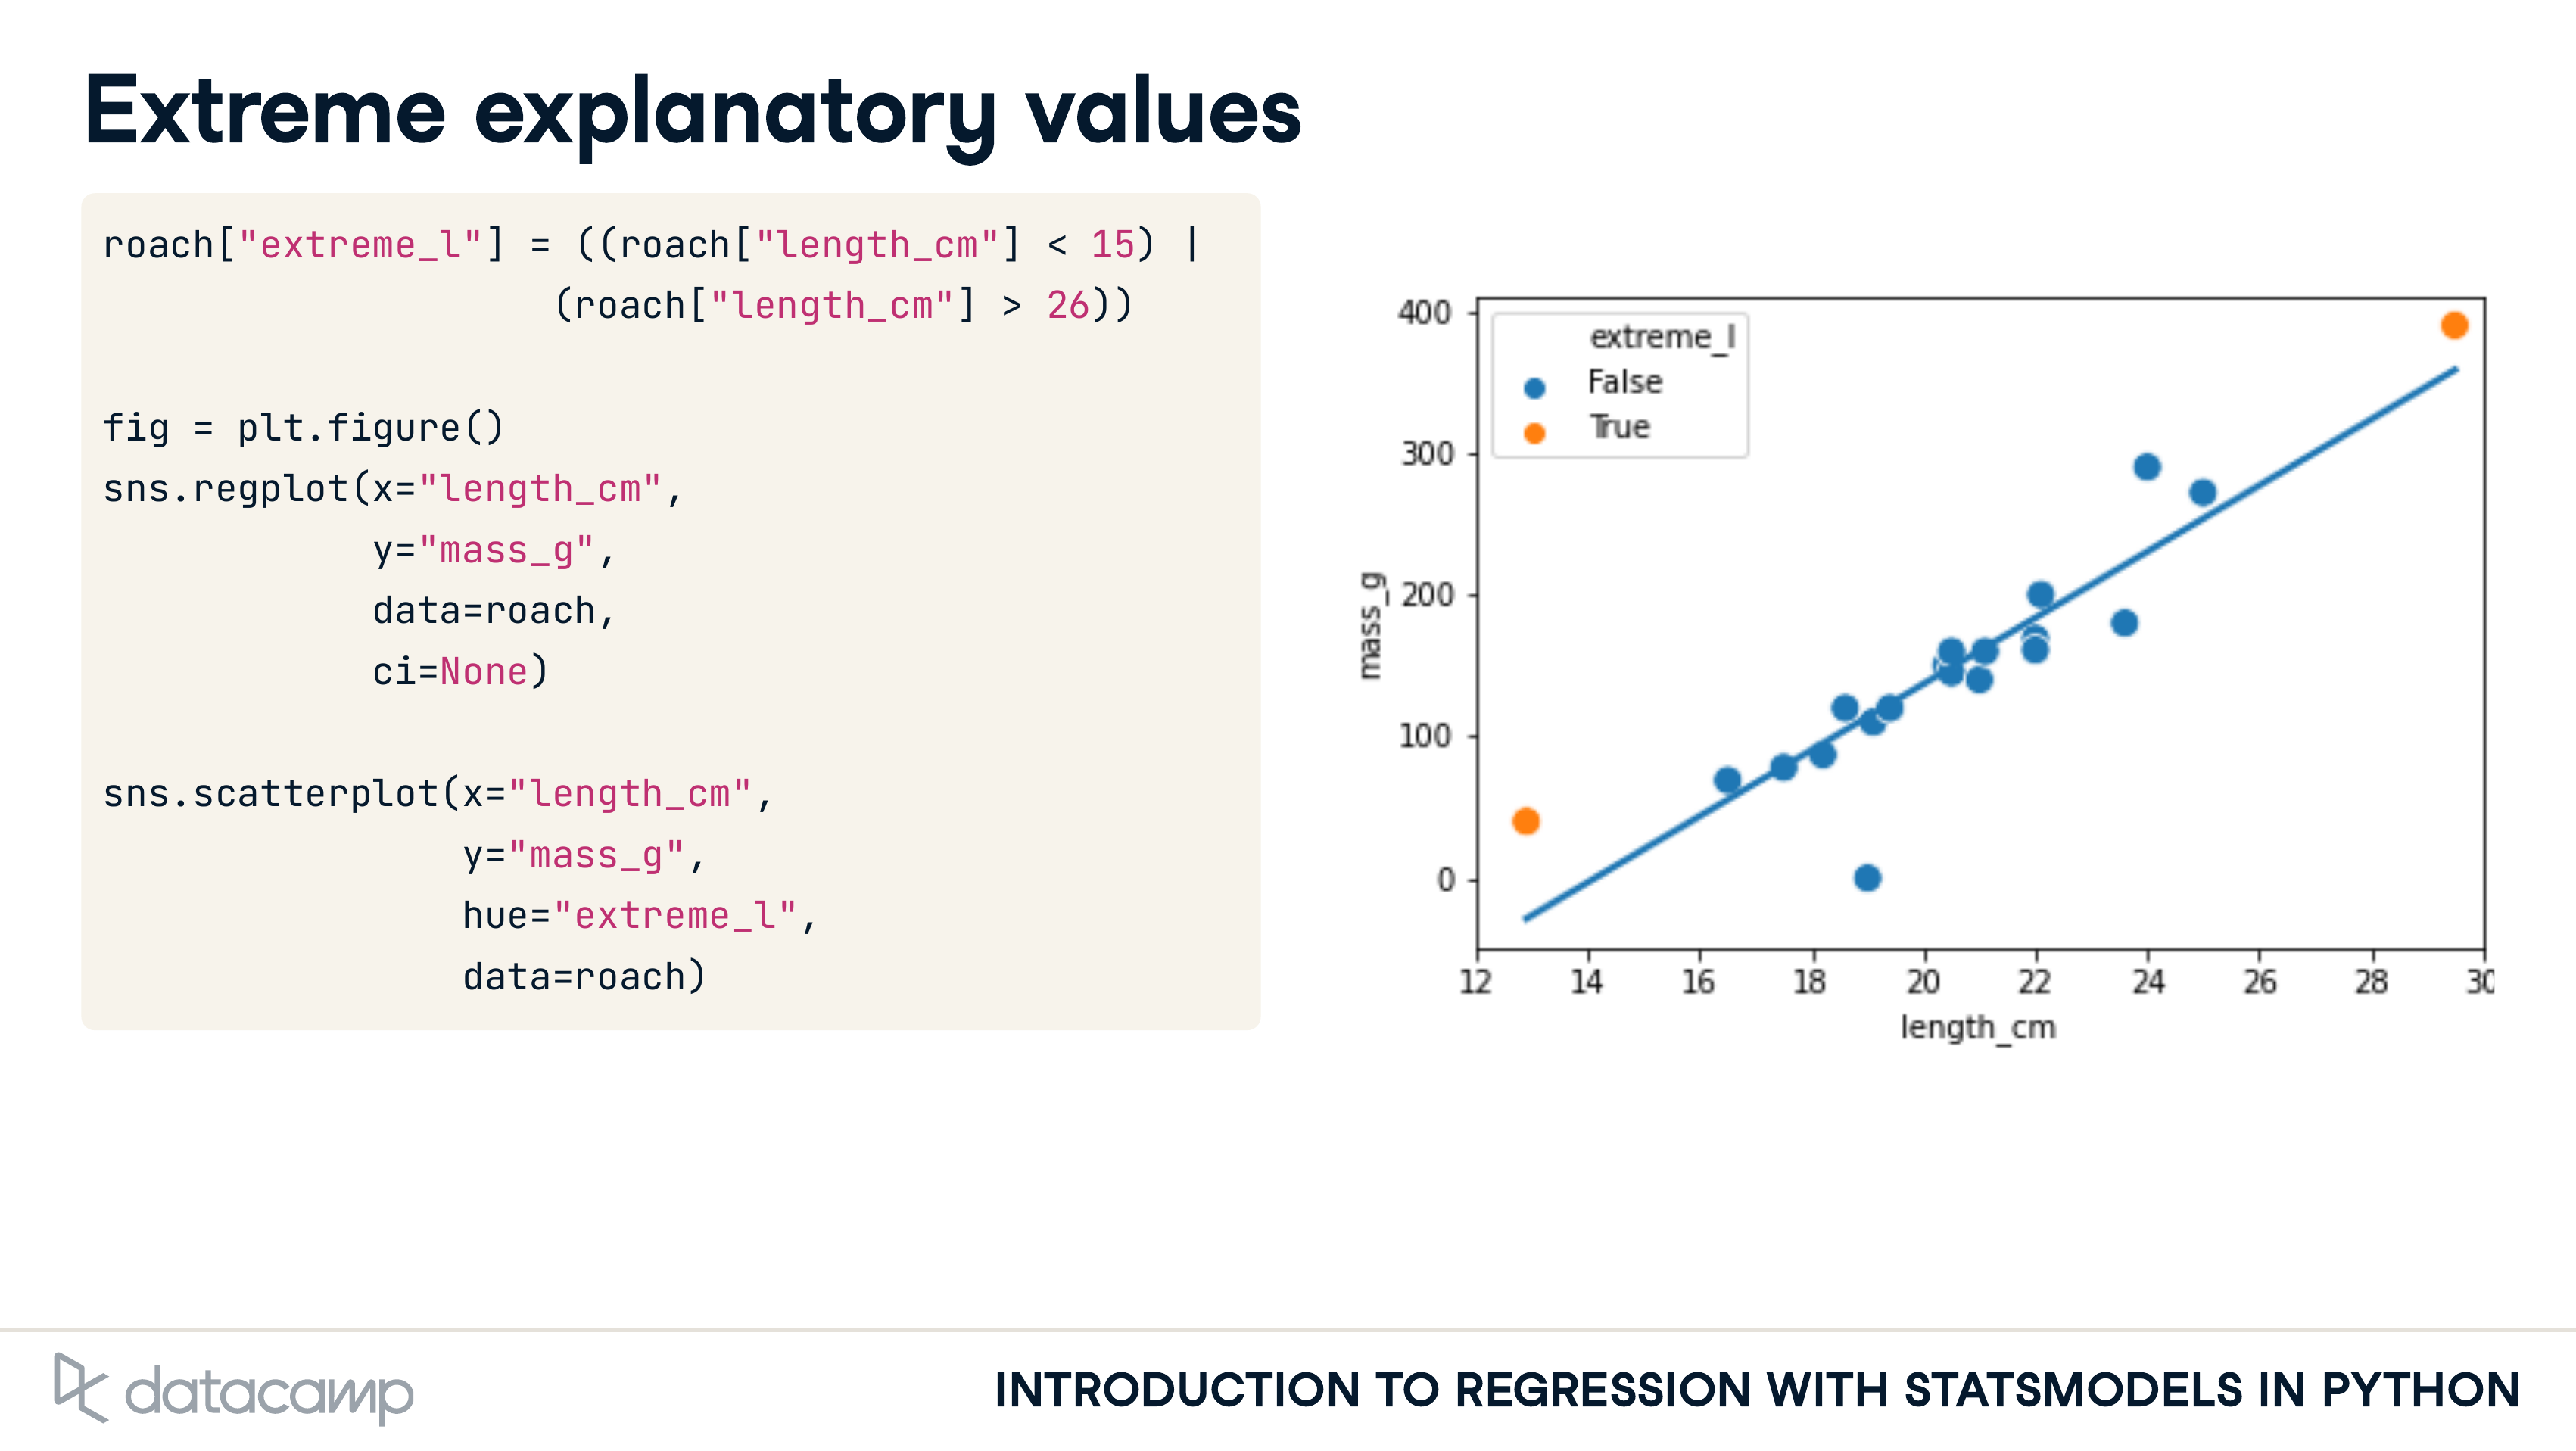 Extreme explanatory values
roach["extreme_l"] = ((roach["length_cm"] < 15) |
(roach["length_cm"] > 26))
fig = plt.figure()
sns.regplot(x="length_cm",
y="mass_g",
data=roach,
ci=None)
sns.scatterplot(x="length_cm",
y="mass_g",
hue="extreme_l",
data=roach)
extreme_l
False
True
400
300
200
100
0
mass_g
12 14 16 18 20 22 24 26 28 30
length_cm
datacamp
INTRODUCTION TO REGRESSION WITH STATSMODELS IN PYTHON